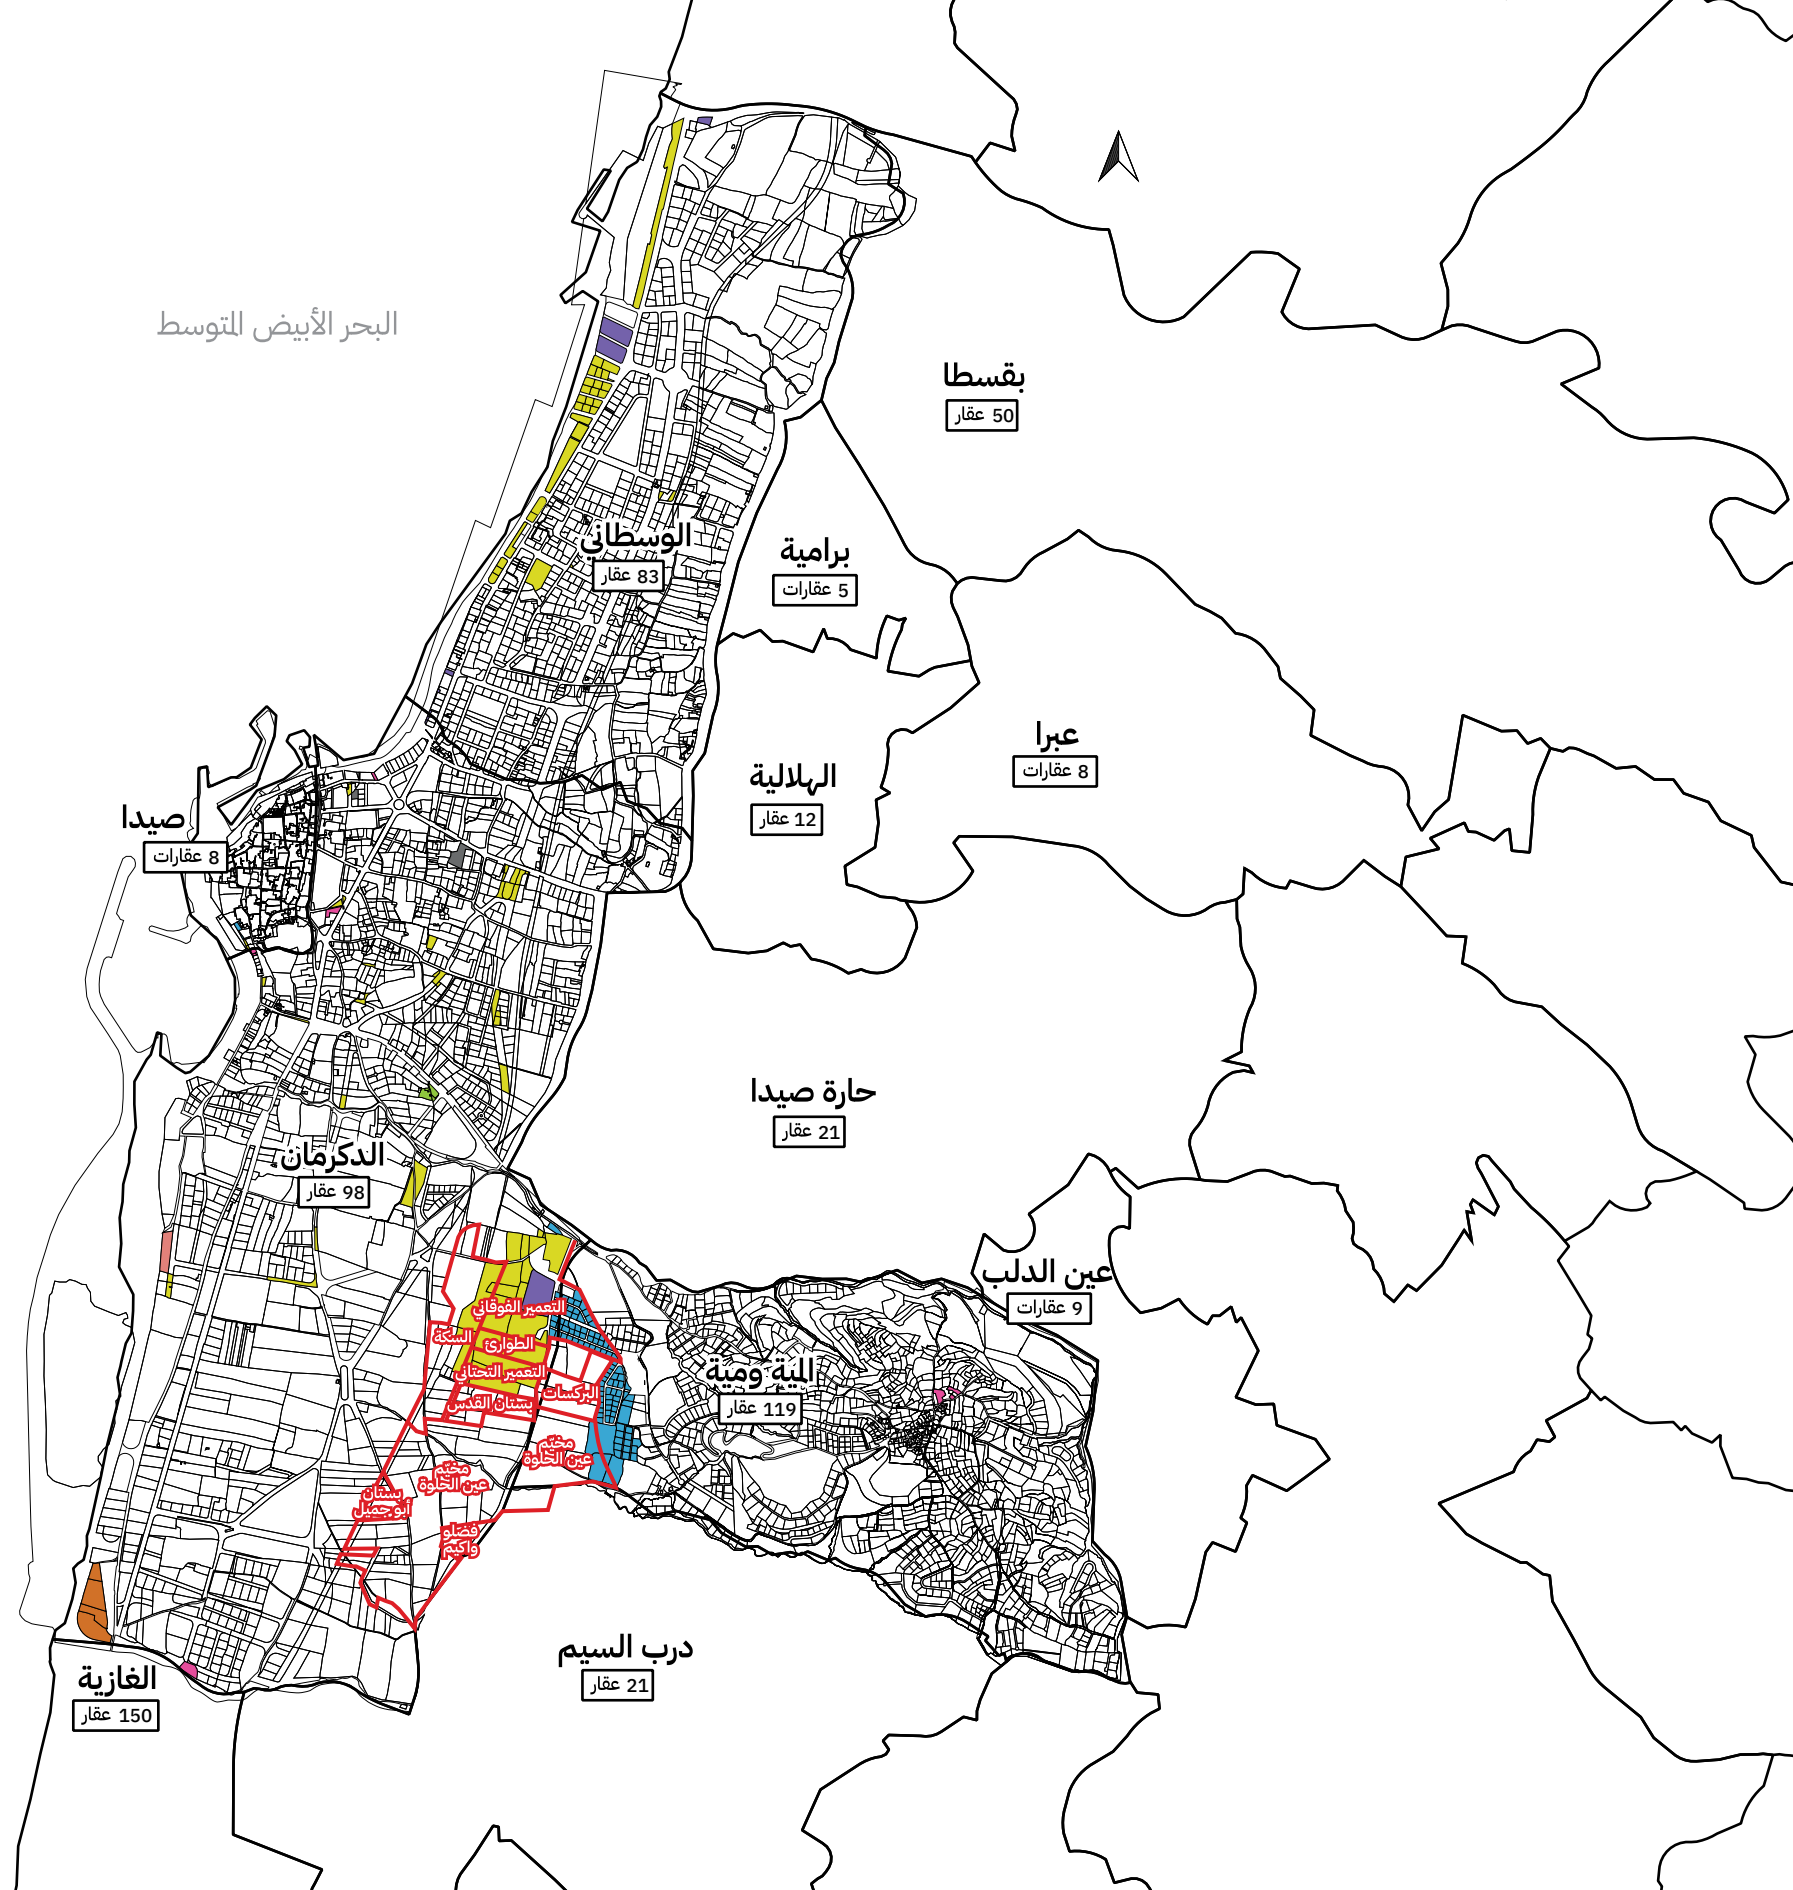 البحر الأبيض المتوسط
بقسطا
50 عقار
الوسطاني
83 عقار
برامية
5 عقارات
عبرا
8 عقارات
الهلالية
12 عقار
صيدا
8 عقارات
حارة صيدا
21 عقار
الدكرمان
98 عقار
عين الدلب
9 عقارات
التعمير الفوقاني
السكة
الطوارئ
التعمير التحتاني
البركسات
بستان القدس
المية ومية
119 عقار
مخيّم
عين الحلوة
مخيّم
عين الحلوة
بستان
أبو جميل
فضلو
واكيم
درب السيم
21 عقار
الغازية
150 عقار